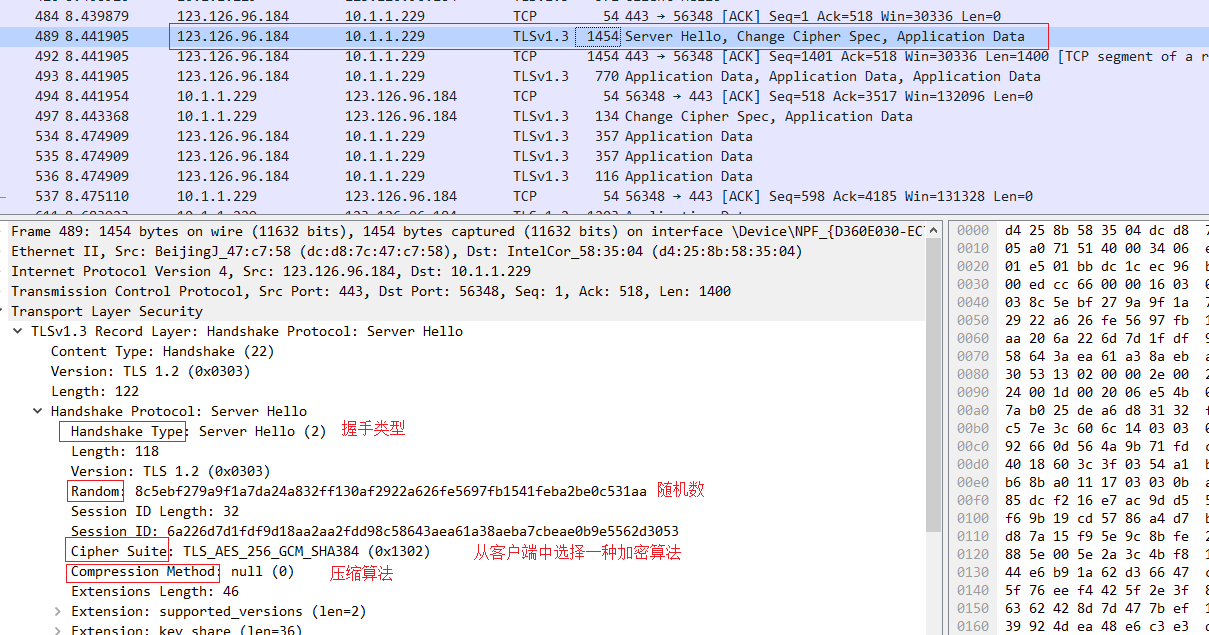 484 8.439879 123.126.96.184 10.1.1.229 TCP 54 443 → 56348 [ACK] Seq=1 Ack=518 Win=30336 Len=0
489 8.441905 123.126.96.184 10.1.1.229 TLSv1.3 1454 Server Hello, Change Cipher Spec, Application Data
492 8.441905 123.126.96.184 10.1.1.229 TCP 1454 443 → 56348 [ACK] Seq=1401 Ack=518 Win=30336 Len=1400 [TCP segment of a r
493 8.441905 123.126.96.184 10.1.1.229 TLSv1.3 770 Application Data, Application Data, Application Data
494 8.441954 10.1.1.229 123.126.96.184 TCP 54 56348 → 443 [ACK] Seq=518 Ack=3517 Win=132096 Len=0
497 8.443368 10.1.1.229 123.126.96.184 TLSv1.3 134 Change Cipher Spec, Application Data
534 8.474909 123.126.96.184 10.1.1.229 TLSv1.3 357 Application Data
535 8.474909 123.126.96.184 10.1.1.229 TLSv1.3 357 Application Data
536 8.474909 123.126.96.184 10.1.1.229 TLSv1.3 116 Application Data
537 8.475110 10.1.1.229 123.126.96.184 TCP 54 56348 → 443 [ACK] Seq=598 Ack=4185 Win=131328 Len=0
Frame 489: 1454 bytes on wire (11632 bits), 1454 bytes captured (11632 bits) on interface \Device\NPF_{D360E030-EC
Ethernet II, Src: BeijingJ_47:c7:58 (dc:d8:7c:47:c7:58), Dst: IntelCor_58:35:04 (d4:25:8b:58:35:04)
Internet Protocol Version 4, Src: 123.126.96.184, Dst: 10.1.1.229
Transmission Control Protocol, Src Port: 443, Dst Port: 56348, Seq: 1, Ack: 518, Len: 1400
Transport Layer Security
TLSv1.3 Record Layer: Handshake Protocol: Server Hello
Content Type: Handshake (22)
Version: TLS 1.2 (0x0303)
Length: 122
Handshake Protocol: Server Hello
Handshake Type: Server Hello (2) 握手类型
Length: 118
Version: TLS 1.2 (0x0303)
Random: 8c5ebf279a9f1a7da24a832ff130af2922a626fe5697fb1541feba2be0c531aa 随机数
Session ID Length: 32
Session ID: 6a226d7d1fdf9d18aa2aa2fdd98c58643aea61a38aeba7cbeae0b9e5562d3053
Cipher Suite: TLS_AES_256_GCM_SHA384 (0x1302) 从客户端中选择一种加密算法
Compression Method: null (0) 压缩算法
Extensions Length: 46
Extension: supported_versions (len=2)
Extension: key_share (len=36)
0000 d4 25 8b 58 35 04 dc d8
0010 05 a0 71 51 40 00 34 06
0020 01 e5 01 bb dc 1c ec 96
0030 00 ed cc 66 00 00 16 03
0040 03 8c 5e bf 27 9a 9f 1a
0050 29 22 a6 26 fe 56 97 fb
0060 aa 20 6a 22 6d 7d 1f df
0070 58 64 3a ea 61 a3 8a eb
0080 30 53 13 02 00 00 2e 00
0090 24 00 1d 00 20 06 e5 4b
00a0 7a b0 25 de a6 d8 31 32
00b0 c5 7e 3c 60 6c 14 03 03
00c0 92 66 0d 56 4a 9b 71 fd
00d0 40 18 60 3c 3f 03 54 a1
00e0 b6 8b a0 11 17 03 03 0b
00f0 85 dc f2 16 e7 ac 9d d5
0100 f6 9b 19 cd 57 86 a4 d7
0110 d8 7a 15 f9 5e 9c 8b fe
0120 88 5e 00 5e 2a 3c 4b f8
0130 44 e6 b9 1a 62 d3 66 47
0140 5f 76 ee f4 42 5f 2e 3f
0150 63 62 42 8d 7d 47 7b ef
0160 39 92 4d ea 48 e6 c3 e3